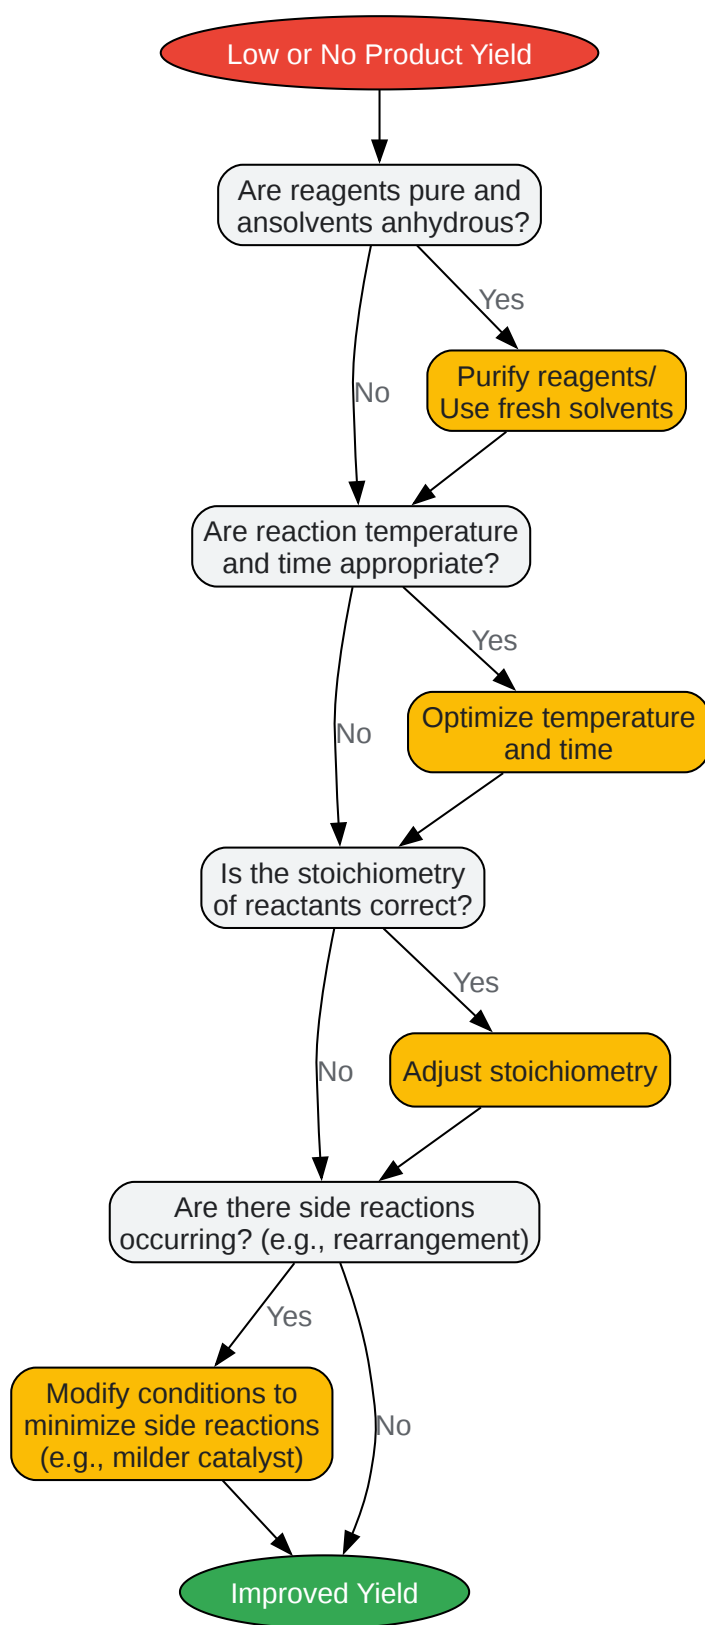 Low or No Product Yield
Are reagents pure and
ansolvents anhydrous?
Yes
Purify reagents/
Use fresh solvents
No
Are reaction temperature
and time appropriate?
Yes
Optimize temperature
and time
No
Is the stoichiometry
of reactants correct?
Yes
Adjust stoichiometry
No
Are there side reactions
occurring? (e.g., rearrangement)
Yes
Modify conditions to
minimize side reactions
(e.g., milder catalyst)
No
Improved Yield